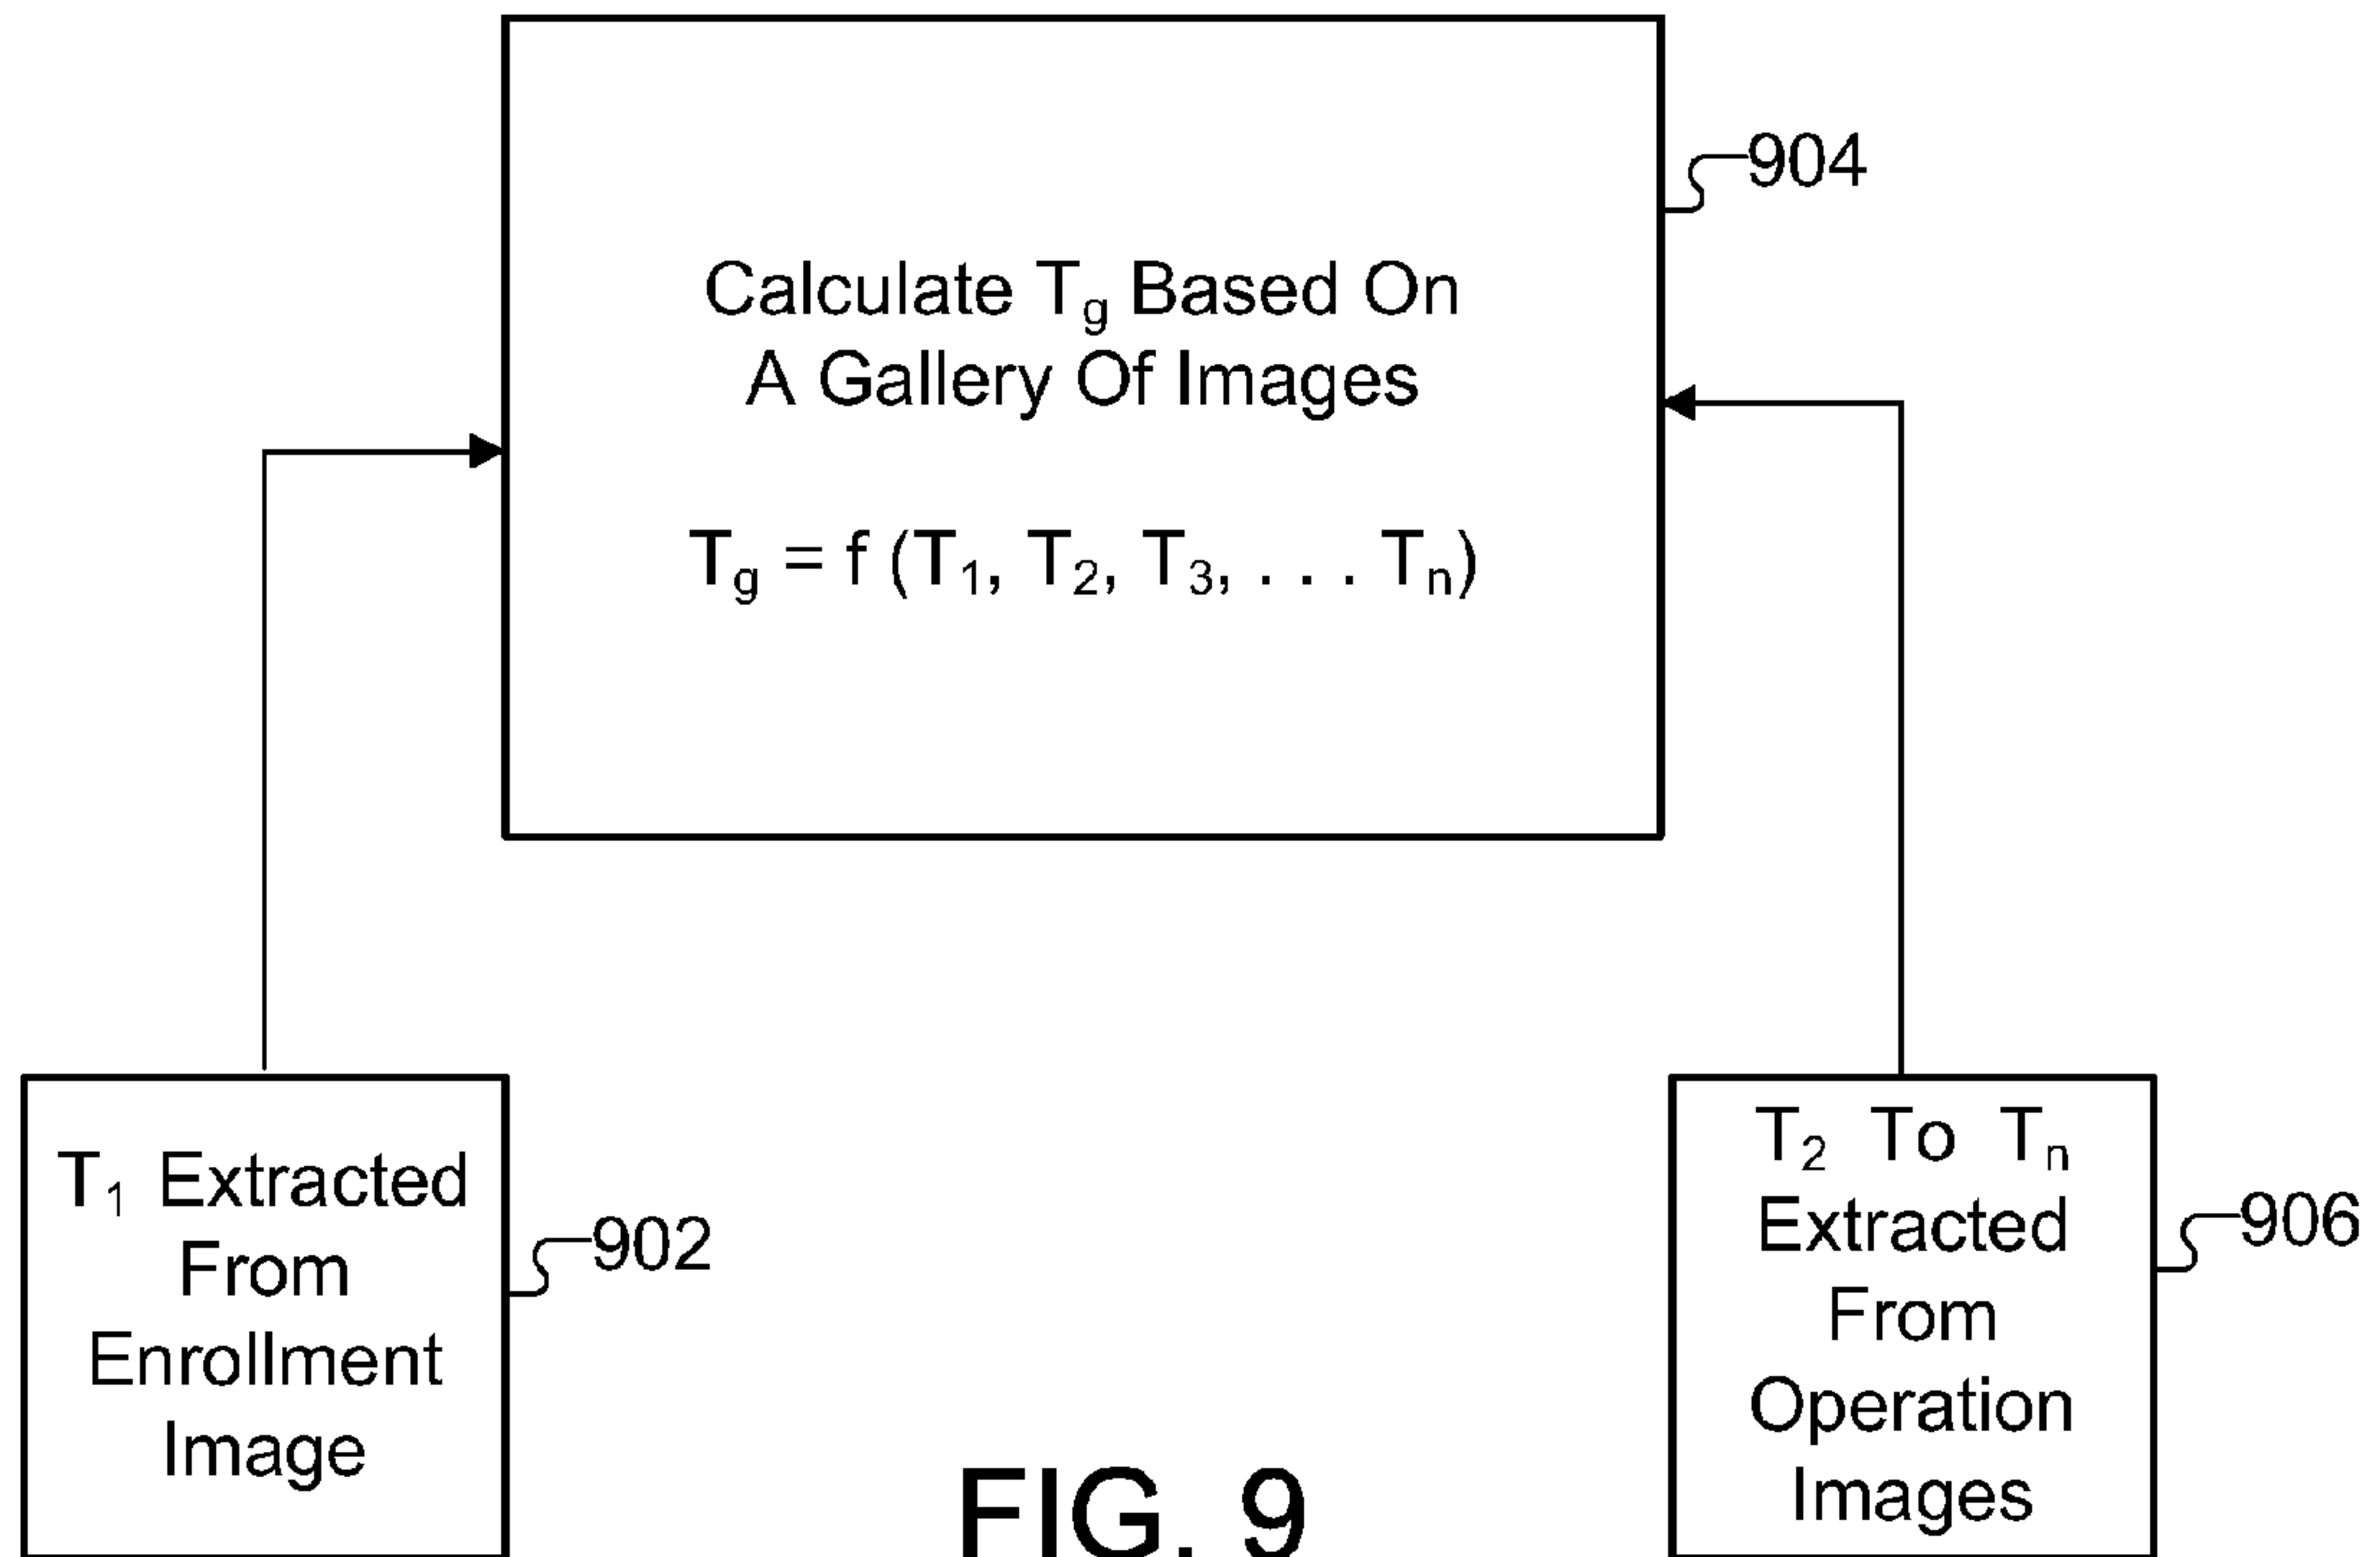 904
Calculate Tg Based On
A Gallery Of Images
Tg = f (T1, T2, T3, . . . Tn)
T1 Extracted
From
Enrollment
Image
902
T2 To Tn
Extracted
From
Operation
Images
906
FIG. 9